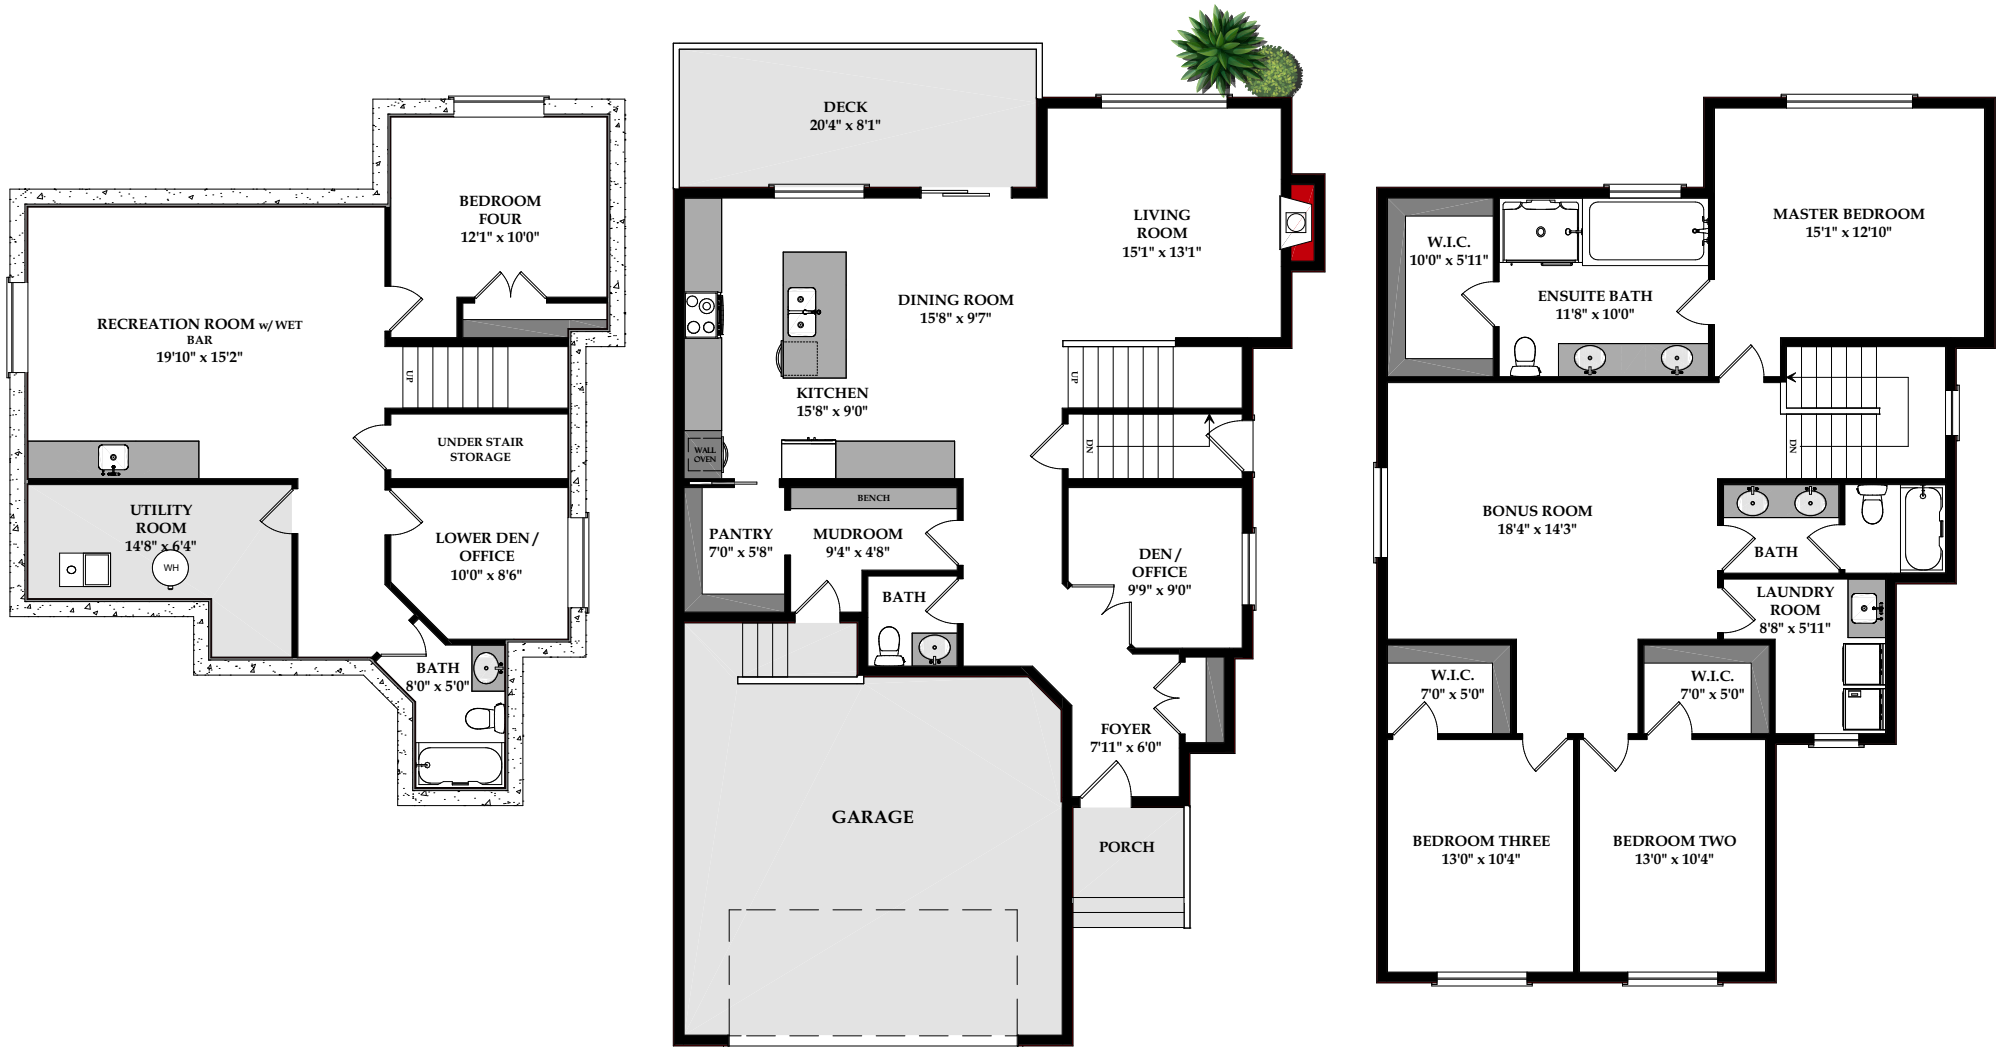 BEDROOM
FOUR
12'1" x 10'0"
RECREATION ROOM w/ WET
BAR
19'10" x 15'2"
UP
UNDER STAIR
STORAGE
UTILITY
ROOM
14'8" x 6'4"
WH
LOWER DEN /
OFFICE
10'0" x 8'6"
BATH
8'0" x 5'0"
DECK
20'4" x 8'1"
LIVING
ROOM
15'1" x 13'1"
DINING ROOM
15'8" x 9'7"
KITCHEN
15'8" x 9'0"
UP
DN
WALL
OVEN
BENCH
PANTRY
7'0" x 5'8"
MUDROOM
9'4" x 4'8"
DEN /
OFFICE
9'9" x 9'0"
BATH
FOYER
7'11" x 6'0"
GARAGE
PORCH
MASTER BEDROOM
15'1" x 12'10"
W.I.C.
10'0" x 5'11"
ENSUITE BATH
11'8" x 10'0"
DN
BONUS ROOM
18'4" x 14'3"
BATH
LAUNDRY
ROOM
8'8" x 5'11"
W.I.C.
7'0" x 5'0"
W.I.C.
7'0" x 5'0"
BEDROOM THREE
13'0" x 10'4"
BEDROOM TWO
13'0" x 10'4"